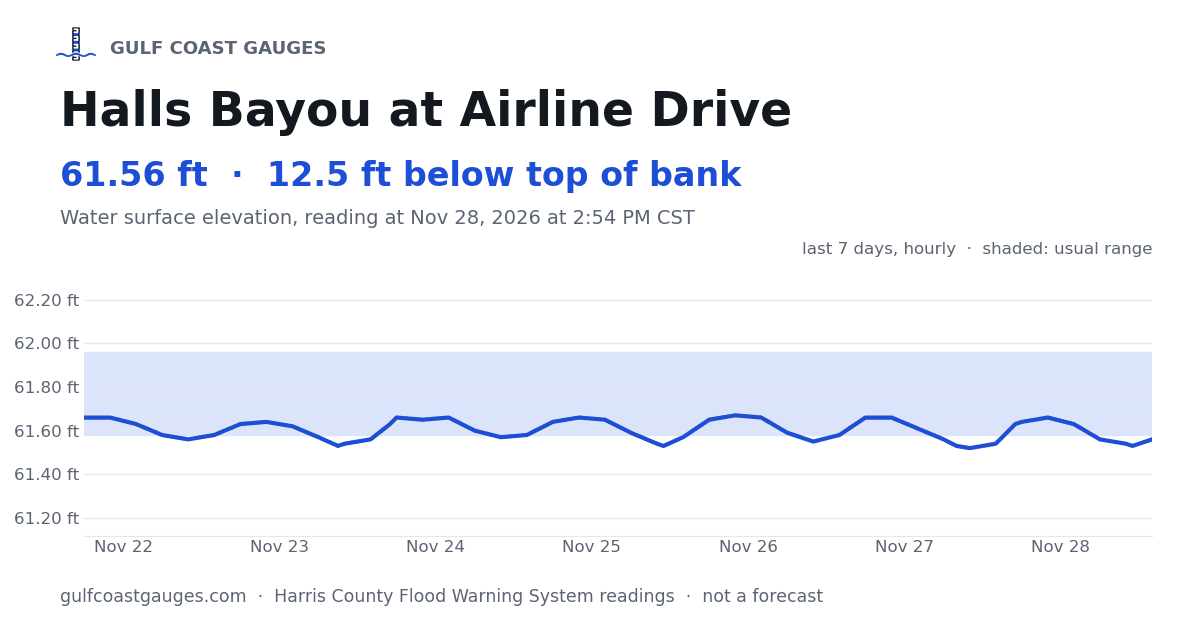 GULF COAST GAUGES
Halls Bayou at Airline Drive
61.56 ft · 12.5 ft below top of bank
Water surface elevation, reading at Nov 28, 2026 at 2:54 PM CST
last 7 days, hourly · shaded: usual range
62.20 ft
62.00 ft
61.80 ft
61.60 ft
61.40 ft
61.20 ft
Nov 22 Nov 23 Nov 24 Nov 25 Nov 26 Nov 27 Nov 28
gulfcoastgauges.com · Harris County Flood Warning System readings · not a forecast